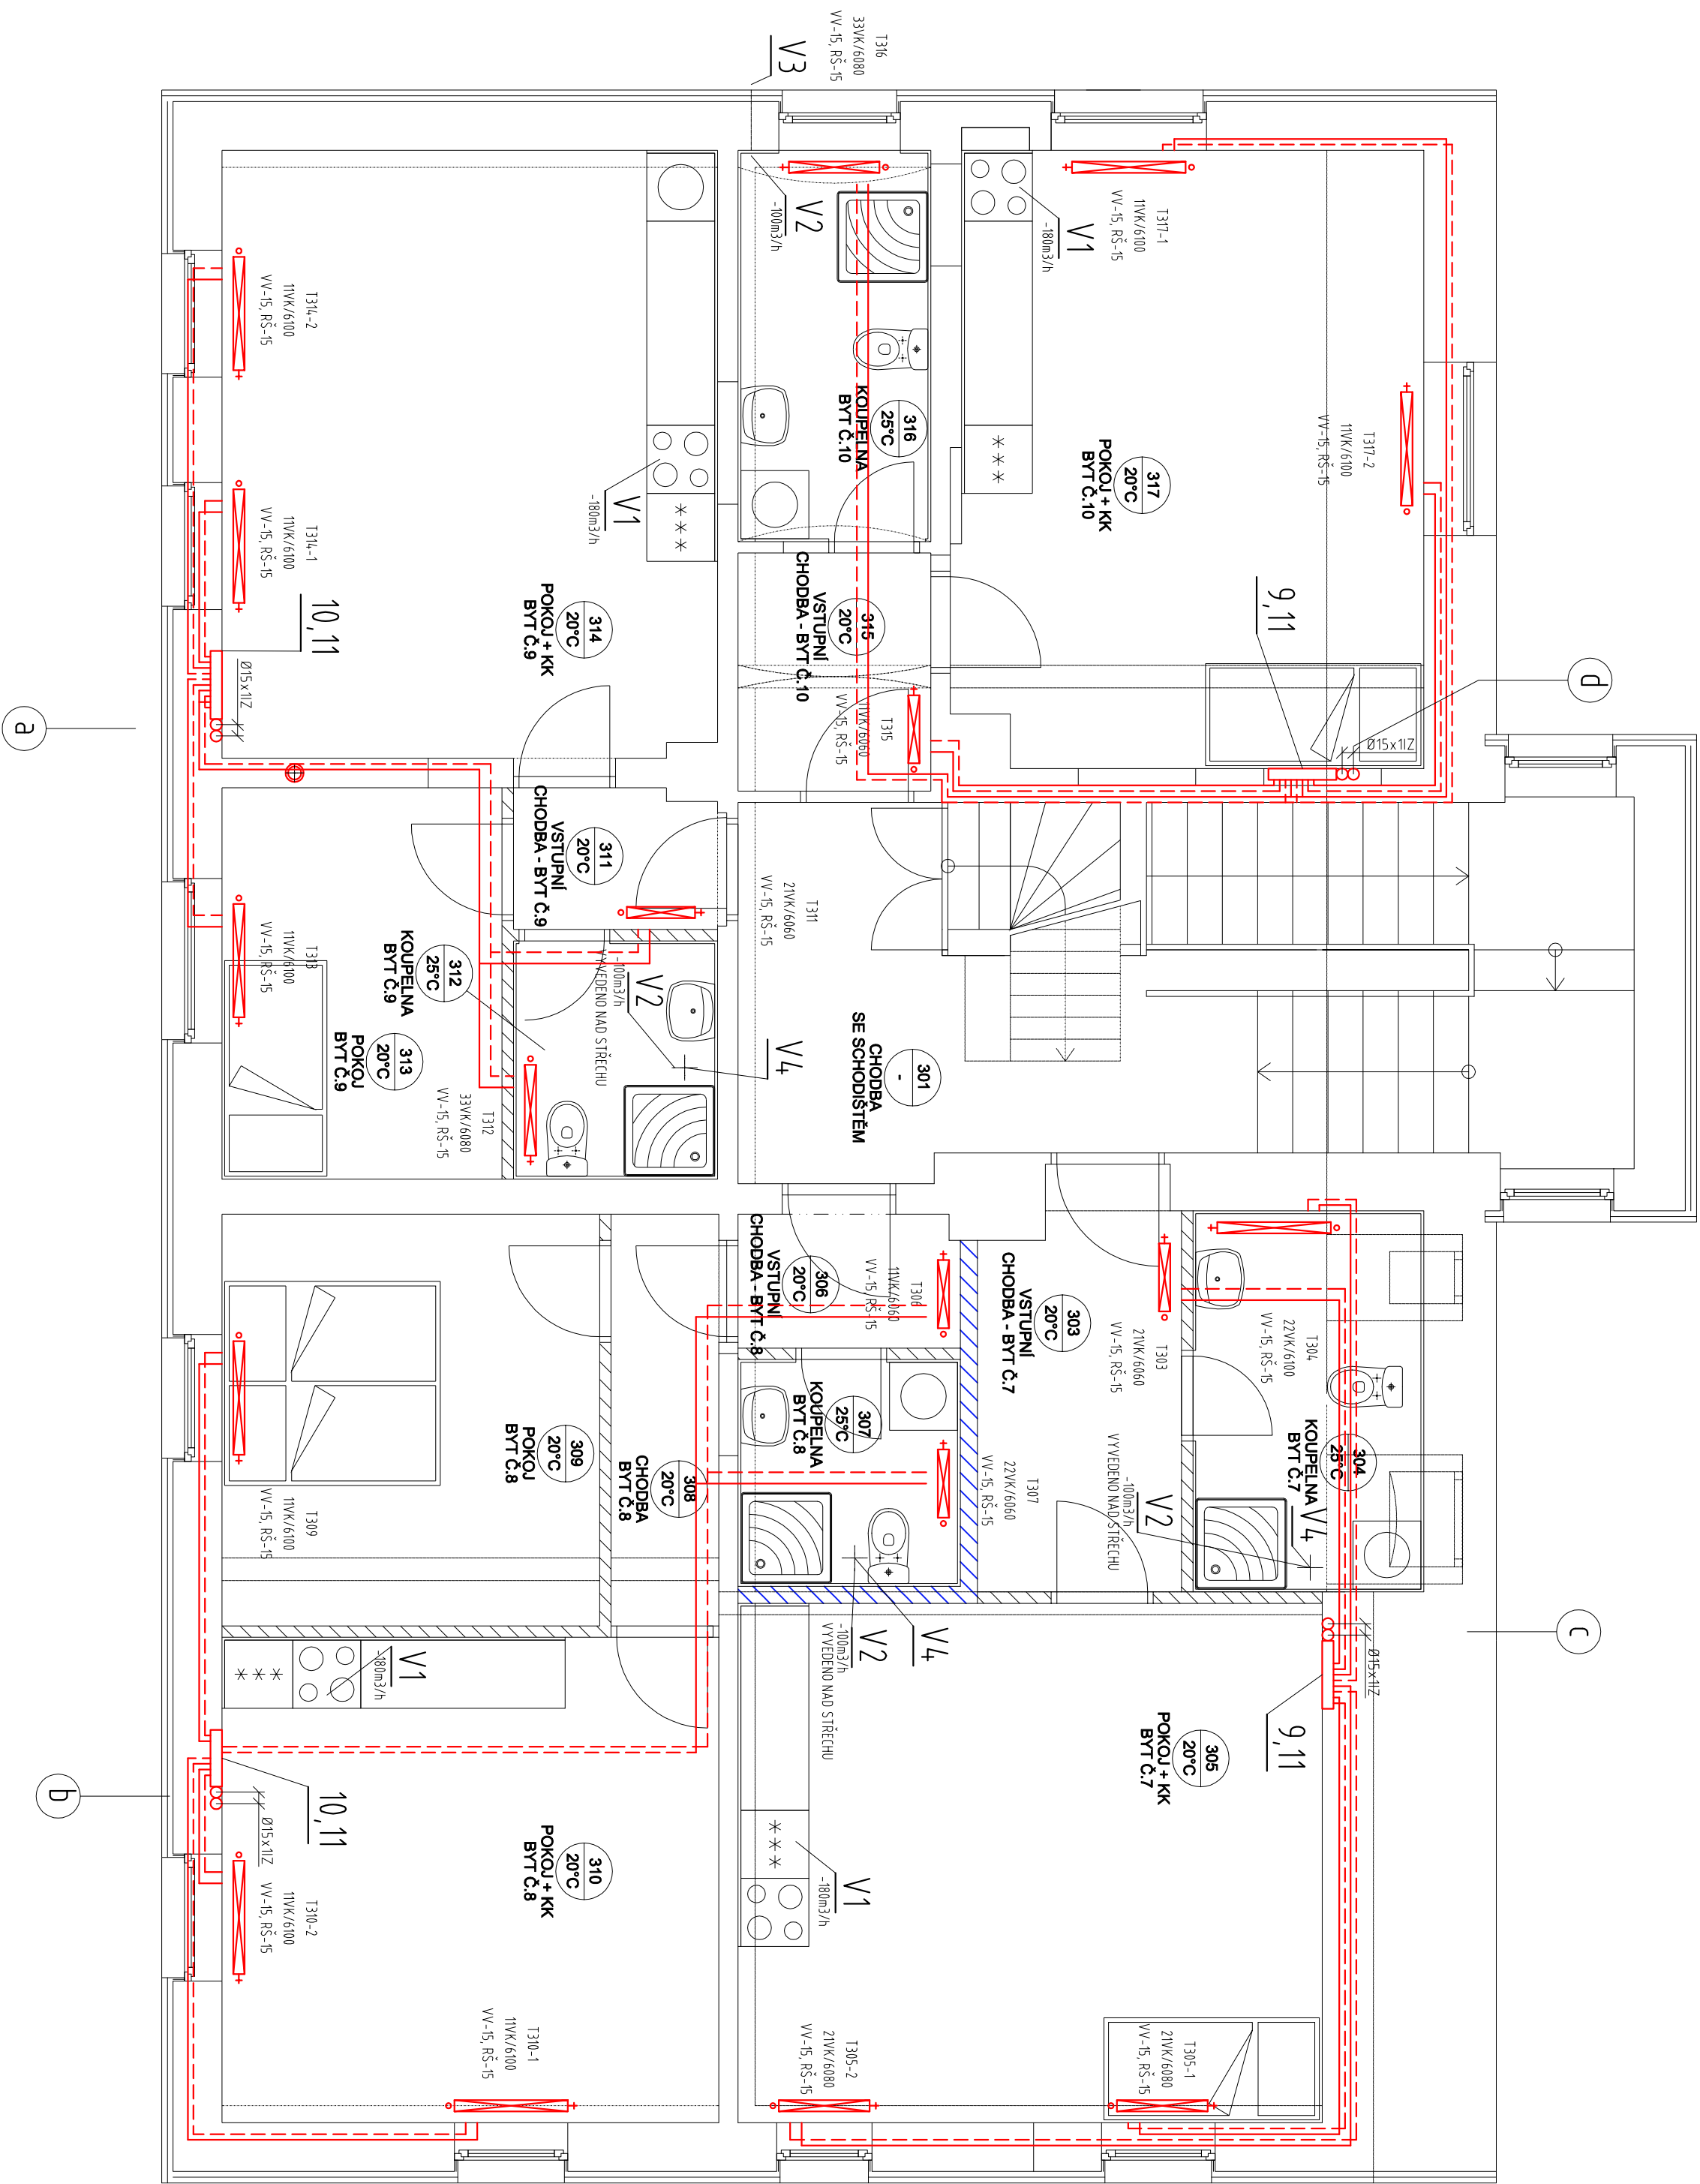 T316
33VK/6080
VV-15, RŠ-15
V3
V2
-100m3/h
V1
-180m3/h
T317-1
11VK/6100
VV-15, RŠ-15
T317-2
11VK/6100
VV-15, RŠ-15
316
25°C
KOUPELNA
BYT Č.10
***
317
20°C
POKOJ + KK
BYT Č.10
T314-2
11VK/6100
VV-15, RŠ-15
T314-1
11VK/6100
VV-15, RŠ-15
V1
-180m3/h
***
314
20°C
POKOJ + KK
BYT Č.9
10,11
Ø15x1IZ
a
315
20°C
VSTUPNÍ
CHODBA - BYT Č.10
T315
11VK/6060
VV-15, RŠ-15
9,11
Ø15x1IZ
d
311
20°C
VSTUPNÍ
CHODBA - BYT Č.9
T311
21VK/6060
VV-15, RŠ-15
T313
11VK/6100
VV-15, RŠ-15
312
25°C
KOUPELNA
BYT Č.9
V2
-100m3/h
VYVEDENO NAD STŘECHU
V4
313
20°C
POKOJ
BYT Č.9
T312
33VK/6080
VV-15, RŠ-15
301
-
CHODBA
SE SCHODIŠTĚM
306
20°C
VSTUPNÍ
CHODBA - BYT Č.8
T306
11VK/6060
VV-15, RŠ-15
303
20°C
VSTUPNÍ
CHODBA - BYT Č.7
T303
21VK/6060
VV-15, RŠ-15
T304
22VK/6100
VV-15, RŠ-15
304
25°C
KOUPELNA
BYT Č.7
V4
V2
-100m3/h
VYVEDENO NAD STŘECHU
307
25°C
KOUPELNA
BYT Č.8
T307
22VK/6060
VV-15, RŠ-15
309
20°C
POKOJ
BYT Č.8
308
20°C
CHODBA
BYT Č.8
T309
11VK/6100
VV-15, RŠ-15
V4
V2
-100m3/h
VYVEDENO NAD STŘECHU
c
Ø15x1IZ
9,11
V1
-180m3/h
***
305
20°C
POKOJ + KK
BYT Č.7
b
10,11
Ø15x1IZ
310
20°C
POKOJ + KK
BYT Č.8
***
V1
-180m3/h
T310-2
11VK/6100
VV-15, RŠ-15
T310-1
11VK/6100
VV-15, RŠ-15
T305-2
21VK/6080
VV-15, RŠ-15
T305-1
21VK/6080
VV-15, RŠ-15